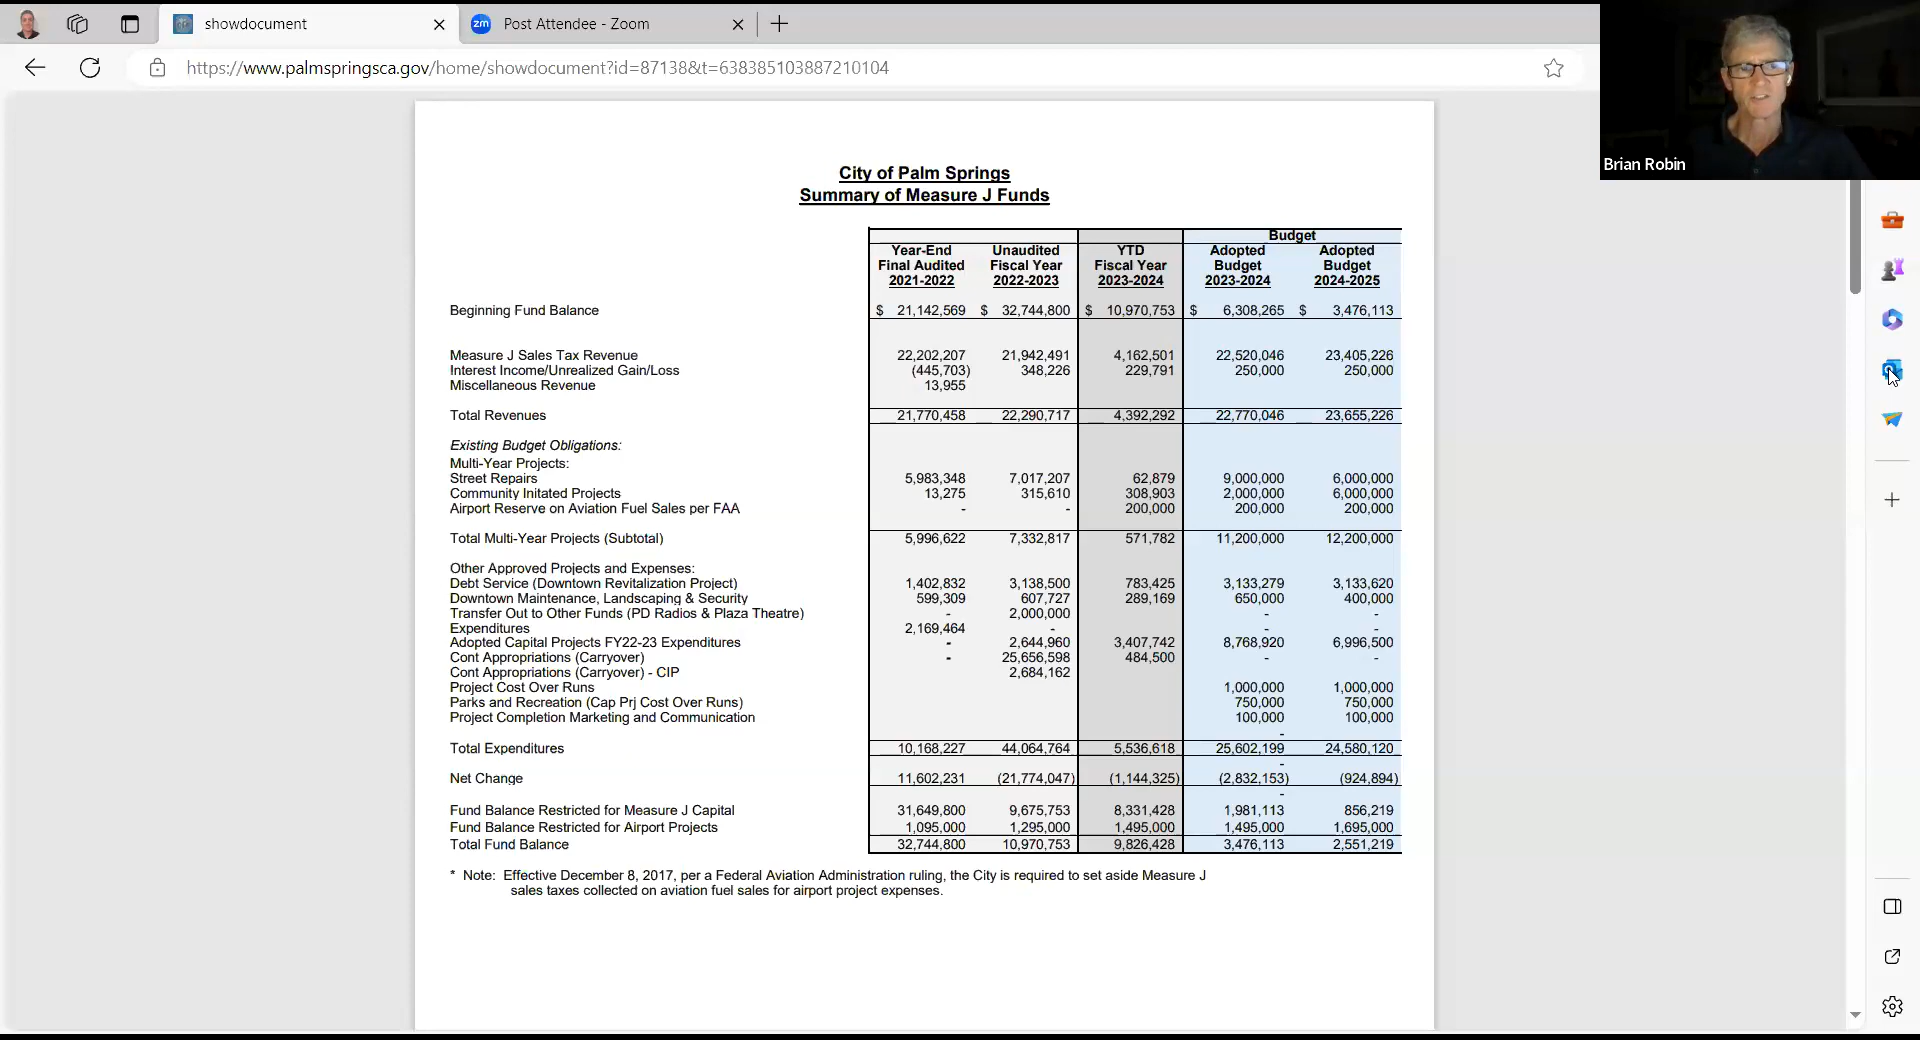 showdocument
zm Post Attendee - Zoom
https://www.palmspringsca.gov/home/showdocument?id=87138&t=638385103887210104
Brian Robin
City of Palm Springs
Summary of Measure J Funds
Budget
Year-End Unaudited YTD Adopted Adopted
Final Audited Fiscal Year Fiscal Year Budget Budget
2021-2022 2022-2023 2023-2024 2023-2024 2024-2025
Beginning Fund Balance $ 21,142,569 $ 32,744,800 $ 10,970,753 $ 6,308,265 $ 3,476,113
Measure J Sales Tax Revenue 22,202,207 21,942,491 4,162,501 22,520,046 23,405,226
Interest Income/Unrealized Gain/Loss (445,703) 348,226 229,791 250,000 250,000
Miscellaneous Revenue 13,955
Total Revenues 21,770,458 22,290,717 4,392,292 22,770,046 23,655,226
Existing Budget Obligations:
Multi-Year Projects:
Street Repairs 5,983,348 7,017,207 62,879 9,000,000 6,000,000
Community Initated Projects 13,275 315,610 308,903 2,000,000 6,000,000
Airport Reserve on Aviation Fuel Sales per FAA - - 200,000 200,000 200,000
Total Multi-Year Projects (Subtotal) 5,996,622 7,332,817 571,782 11,200,000 12,200,000
Other Approved Projects and Expenses:
Debt Service (Downtown Revitalization Project) 1,402,832 3,138,500 783,425 3,133,279 3,133,620
Downtown Maintenance, Landscaping & Security 599,309 607,727 289,169 650,000 400,000
Transfer Out to Other Funds (PD Radios & Plaza Theatre) - 2,000,000 - -
Expenditures 2,169,464 - - -
Adopted Capital Projects FY22-23 Expenditures - 2,644,960 3,407,742 8,768,920 6,996,500
Cont Appropriations (Carryover) - 25,656,598 484,500 - -
Cont Appropriations (Carryover) - CIP 2,684,162
Project Cost Over Runs 1,000,000 1,000,000
Parks and Recreation (Cap Prj Cost Over Runs) 750,000 750,000
Project Completion Marketing and Communication 100,000 100,000
-
Total Expenditures 10,168,227 44,064,764 5,536,618 25,602,199 24,580,120
-
Net Change 11,602,231 (21,774,047) (1,144,325) (2,832,153) (924,894)
-
Fund Balance Restricted for Measure J Capital 31,649,800 9,675,753 8,331,428 1,981,113 856,219
Fund Balance Restricted for Airport Projects 1,095,000 1,295,000 1,495,000 1,495,000 1,695,000
Total Fund Balance 32,744,800 10,970,753 9,826,428 3,476,113 2,551,219
* Note: Effective December 8, 2017, per a Federal Aviation Administration ruling, the City is required to set aside Measure J
sales taxes collected on aviation fuel sales for airport project expenses.